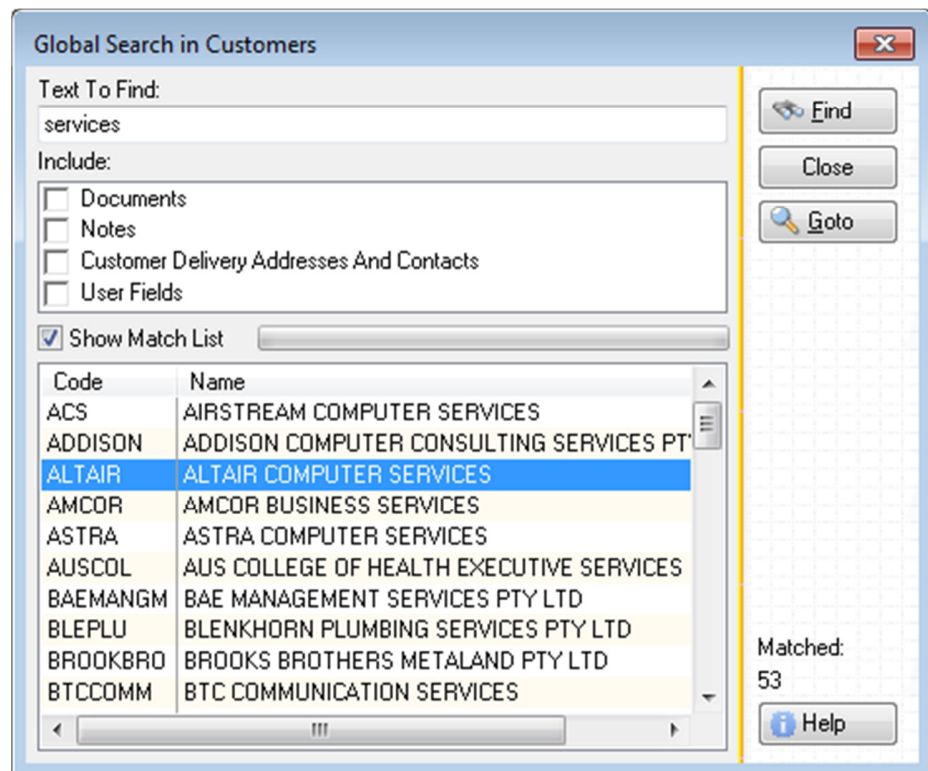 Global Search in Customers
Text To Find:
services
Include:
Documents
Notes
Customer Delivery Addresses And Contacts
User Fields
Show Match List
Code Name
ACS AIRSTREAM COMPUTER SERVICES
ADDISON ADDISON COMPUTER CONSULTING SERVICES PT
ALTAIR ALTAIR COMPUTER SERVICES
AMCOR AMCOR BUSINESS SERVICES
ASTRA ASTRA COMPUTER SERVICES
AUSCOL AUS COLLEGE OF HEALTH EXECUTIVE SERVICES
BAEMANGM BAE MANAGEMENT SERVICES PTY LTD
BLEPLU BLENKHORN PLUMBING SERVICES PTY LTD
BROOKBRO BROOKS BROTHERS METALAND PTY LTD
BTCCOMM BTC COMMUNICATION SERVICES
Find
Close
Goto
Matched:
53
Help